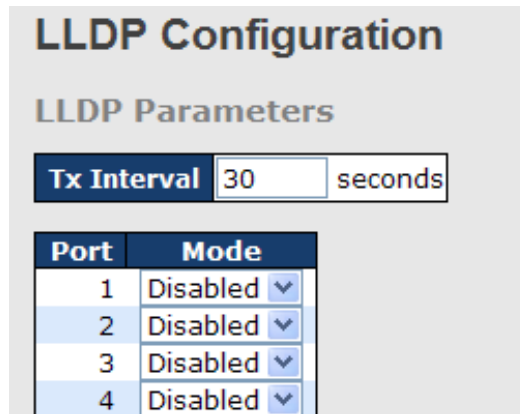 LLDP Configuration
LLDP Parameters
Tx Interval 30 seconds
Port Mode
1 Disabled
2 Disabled
3 Disabled
4 Disabled